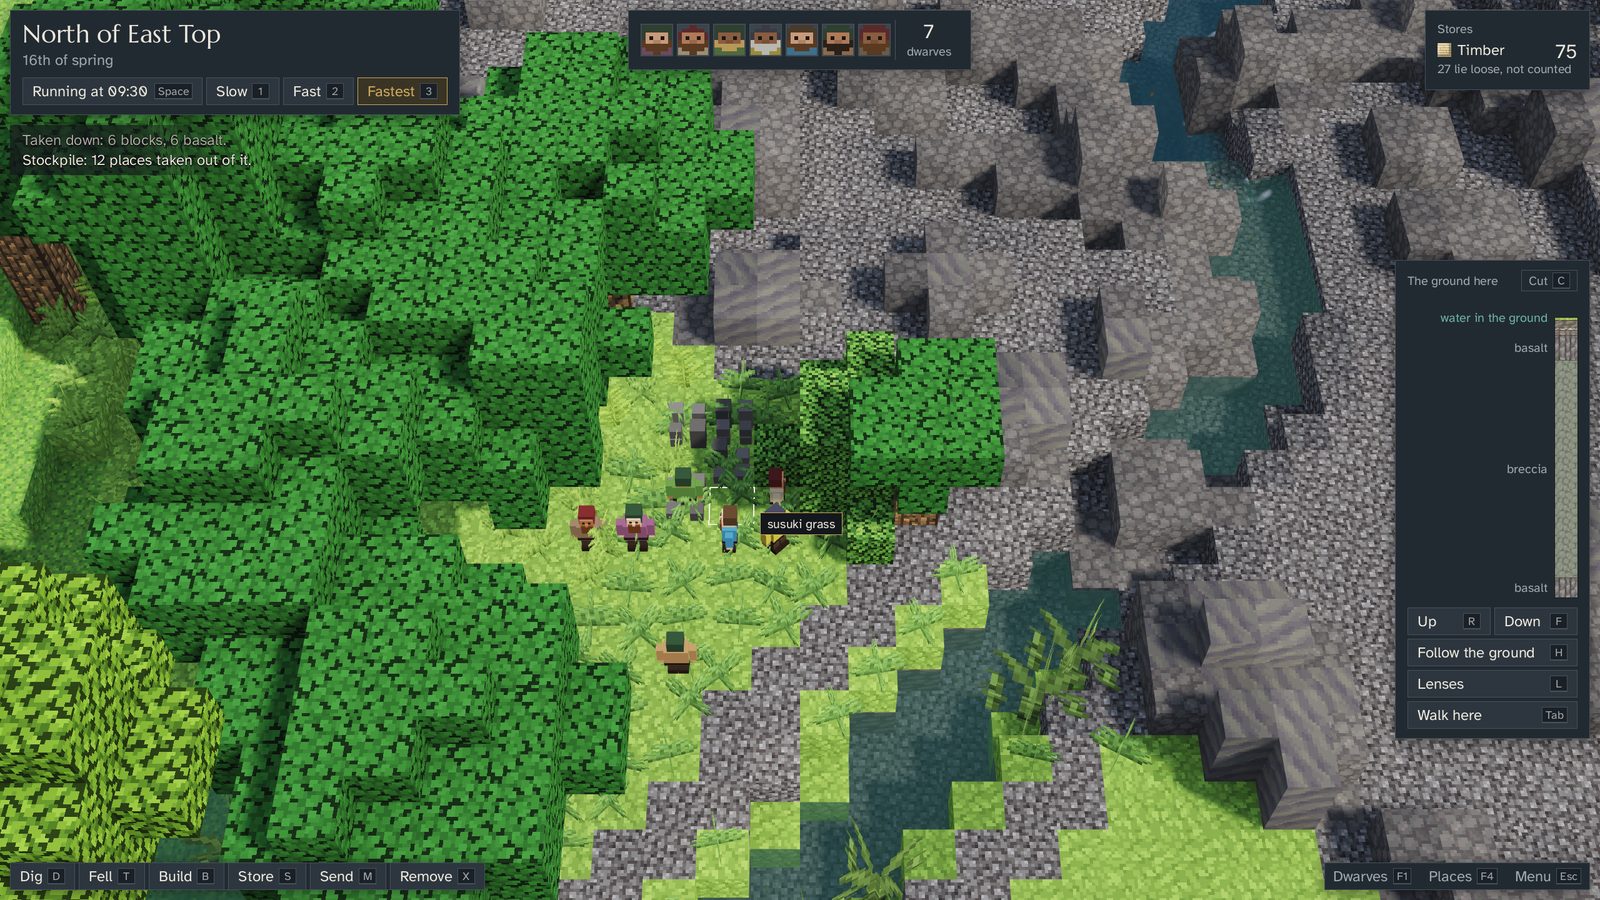 North of East Top
16th of spring
Running at 09:30 Space
Slow 1
Fast 2
Fastest 3
Taken down: 6 blocks, 6 basalt.
Stockpile: 12 places taken out of it.
7
dwarves
Stores
Timber 75
27 lie loose, not counted
The ground here
Cut C
water in the ground
basalt
breccia
basalt
Up R
Down F
Follow the ground H
Lenses L
Walk here Tab
susuki grass
Dig D
Fell T
Build B
Store S
Send M
Remove X
Dwarves F1
Places F4
Menu Esc